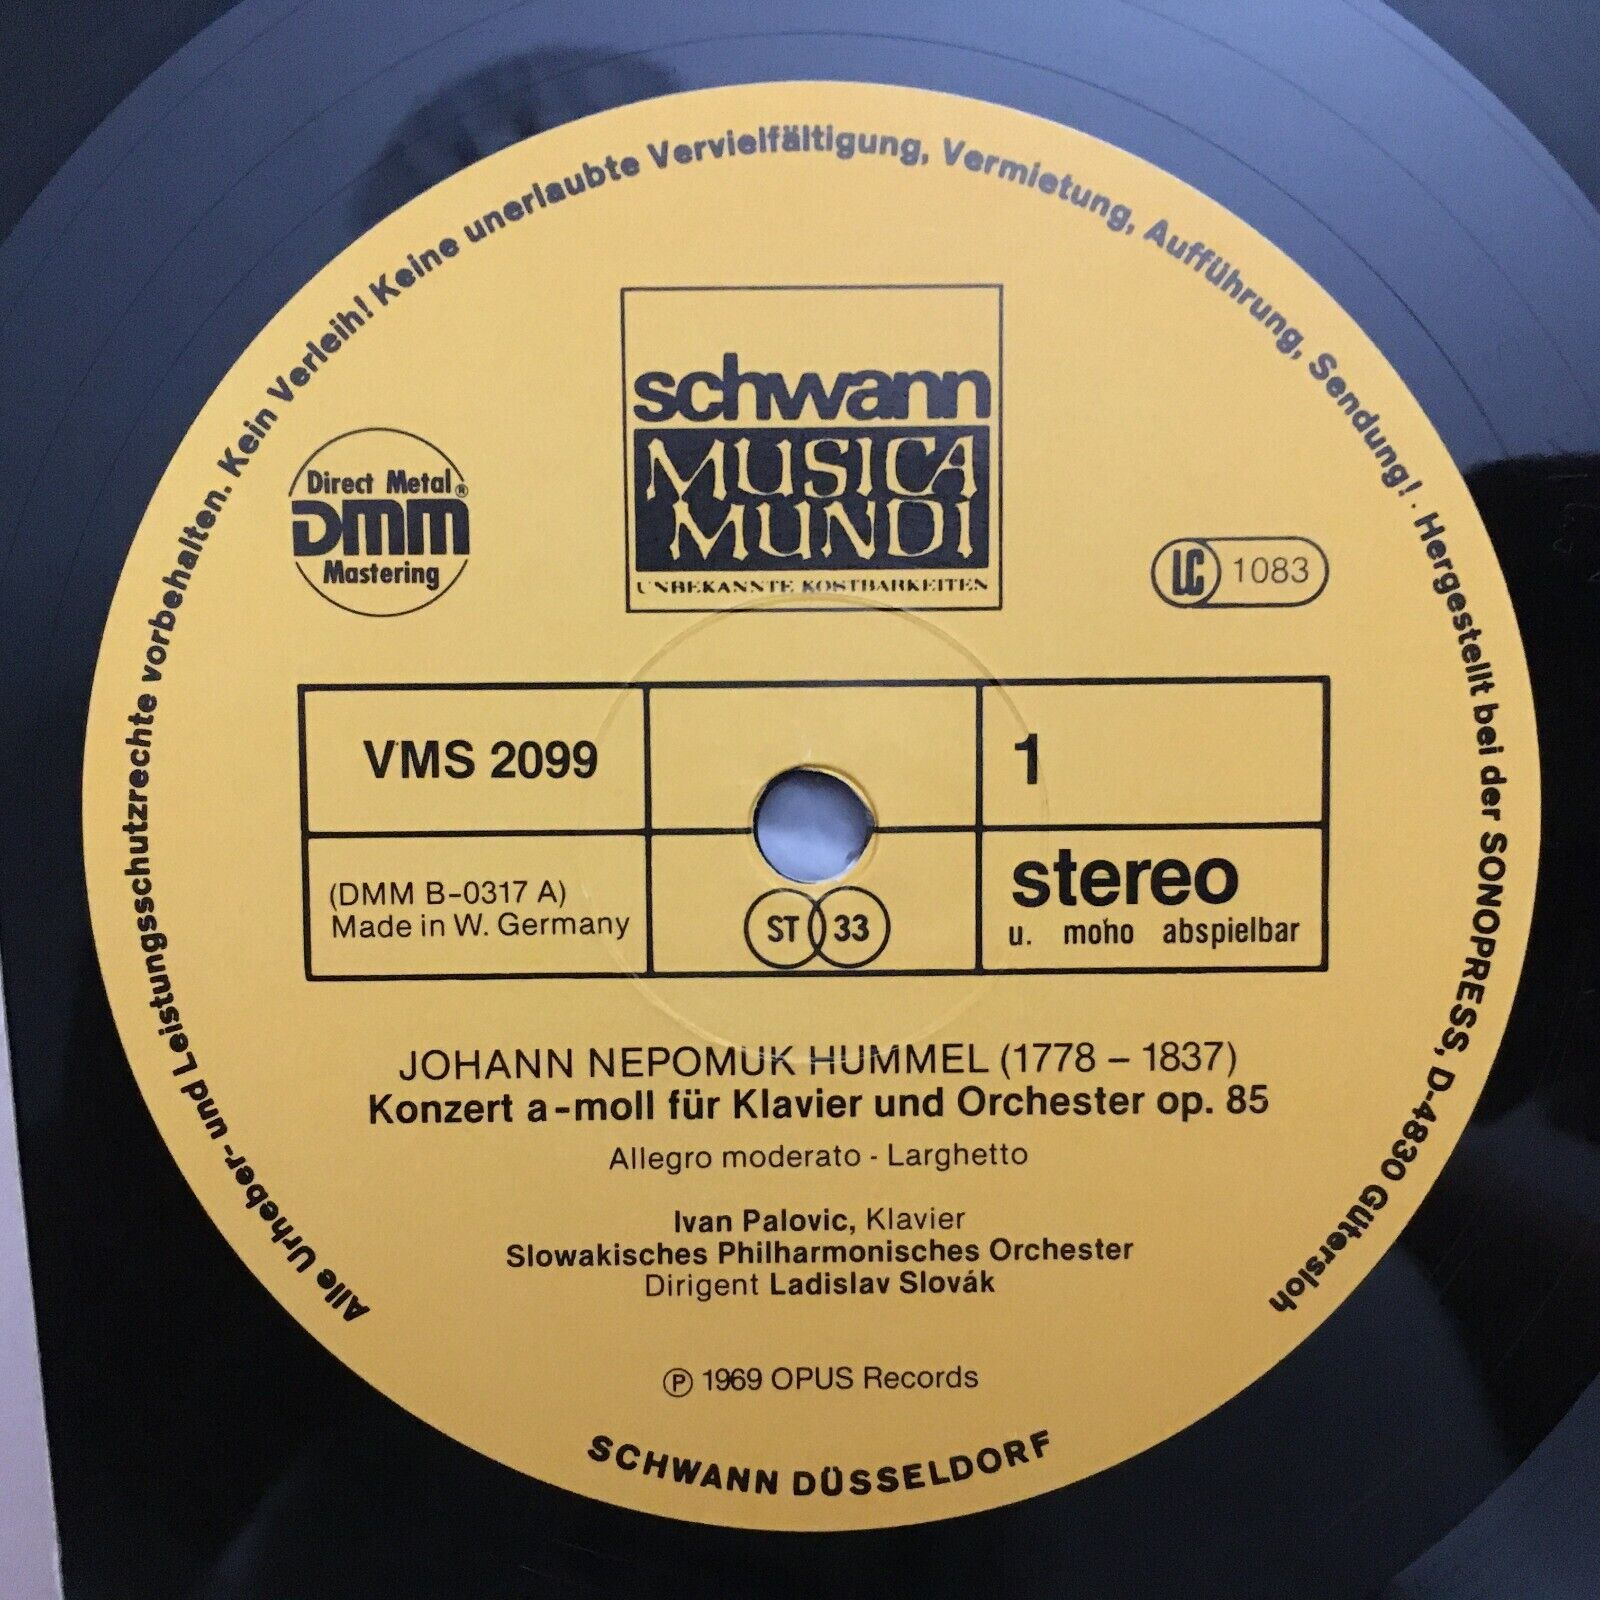 Alle Urheber- und Leistungsschutzrechte vorbehalten. Kein Verleih! Keine unerlaubte Vervielfältigung, Vermietung, Aufführung, Sendung!. Hergestellt bei der SONOPRESS, D-4830 Gütersloh
schwann
MUSICA
MUNDI
UNBEKANNTE KOSTBARKEITEN
Direct Metal®
DMM
Mastering
LC 1083
VMS 2099
1
(DMM B-0317 A)
Made in W. Germany
ST 33
stereo
u. mono abspielbar
JOHANN NEPOMUK HUMMEL (1778 – 1837)
Konzert a-moll für Klavier und Orchester op. 85
Allegro moderato - Larghetto
Ivan Palovic, Klavier
Slowakisches Philharmonisches Orchester
Dirigent Ladislav Slovák
Ⓟ 1969 OPUS Records
SCHWANN DÜSSELDORF